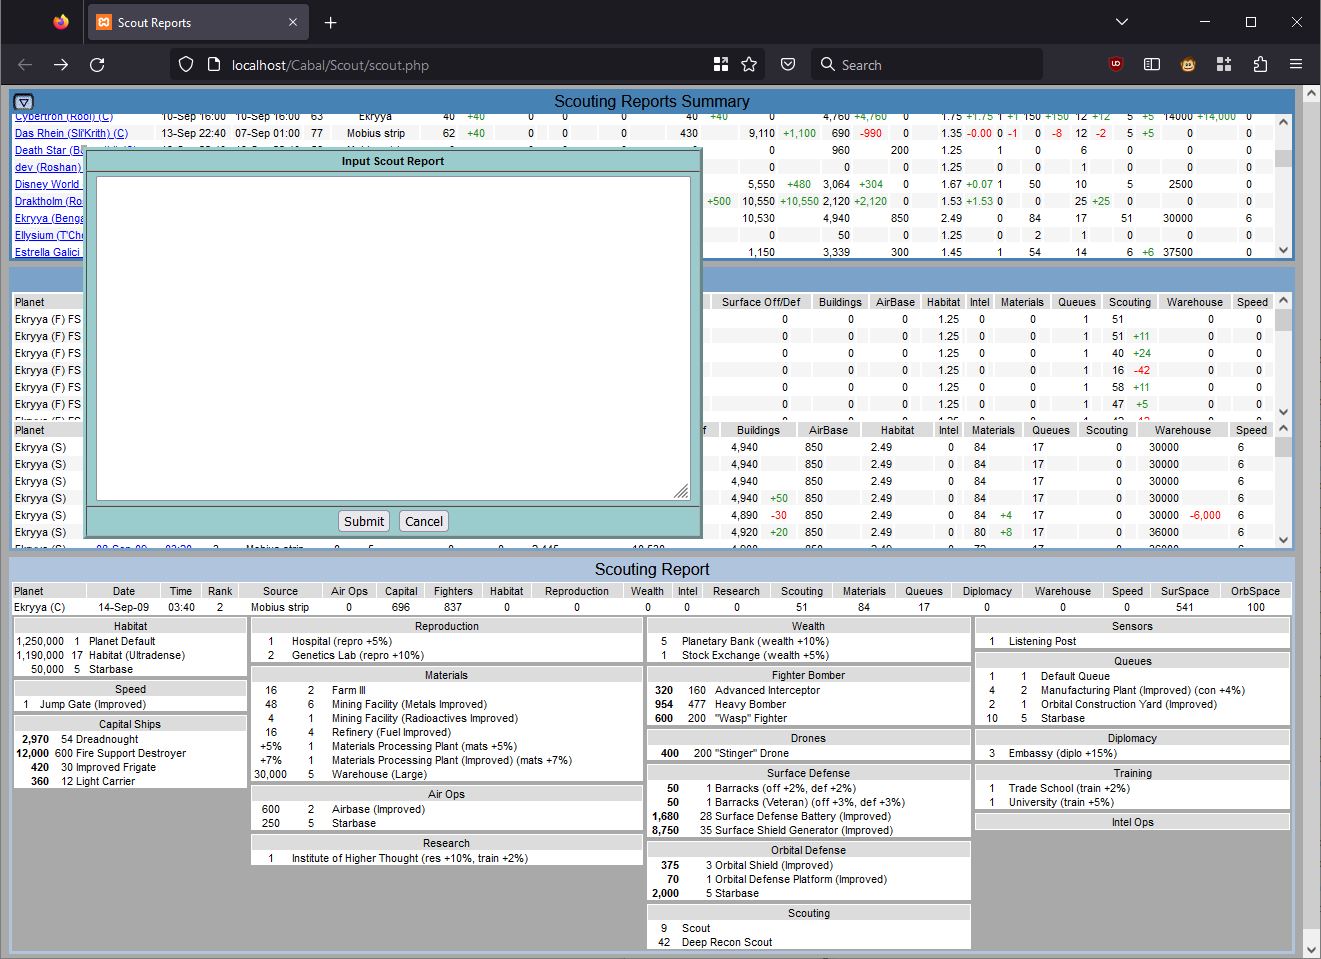 Scout Reports
localhost/Cabal/Scout/scout.php
Search
Scouting Reports Summary
Cybertron (Rool) (C) 10-Sep 16:00 10-Sep 16:00 63 Ekryya 40 +40 0 0 0 40 +40 0 4,760 +4,760 0 1.75 +1.75 1 +1 150 +150 12 +12 5 +5 14000 +14,000 0
Das Rhein (Sli'Krith) (C) 13-Sep 22:40 07-Sep 01:00 77 Mobius strip 62 +40 0 0 430 9,110 +1,100 690 -990 0 1.35 -0.00 0 -1 0 -8 12 -2 5 +5 0
Death Star 0 960 200 1.25 1 0 6 0
dev (Roshan) 0 0 0 1.25 0 0 1 0
Disney World 5,550 +480 3,064 +304 0 1.67 +0.07 1 50 10 5 2500 0
Draktholm +500 10,550 +10,550 2,120 +2,120 0 1.53 +1.53 0 0 25 +25 0 0
Ekryya 10,530 4,940 850 2.49 0 84 17 51 30000 6
Ellysium 0 50 0 1.25 0 2 1 0 0
Estrella Galici 1,150 3,339 300 1.45 1 54 14 6 +6 37500 0
Input Scout Report
Submit Cancel
Planet Surface Off/Def Buildings AirBase Habitat Intel Materials Queues Scouting Warehouse Speed
Ekryya (F) FS 0 0 0 1.25 0 0 1 51 0 0
Ekryya (F) FS 0 0 0 1.25 0 0 1 51 +11 0 0
Ekryya (F) FS 0 0 0 1.25 0 0 1 40 +24 0 0
Ekryya (F) FS 0 0 0 1.25 0 0 1 16 -42 0 0
Ekryya (F) FS 0 0 0 1.25 0 0 1 58 +11 0 0
Ekryya (F) FS 0 0 0 1.25 0 0 1 47 +5 0 0
Planet Buildings AirBase Habitat Intel Materials Queues Scouting Warehouse Speed
Ekryya (S) 4,940 850 2.49 0 84 17 0 30000 6
Ekryya (S) 4,940 850 2.49 0 84 17 0 30000 6
Ekryya (S) 4,940 850 2.49 0 84 17 0 30000 6
Ekryya (S) 4,940 +50 850 2.49 0 84 17 0 30000 6
Ekryya (S) 4,890 -30 850 2.49 0 84 +4 17 0 30000 -6,000 6
Ekryya (S) 4,920 +20 850 2.49 0 80 +8 17 0 36000 6
Scouting Report
Planet Date Time Rank Source Air Ops Capital Fighters Habitat Reproduction Wealth Intel Research Scouting Materials Queues Diplomacy Warehouse Speed SurSpace OrbSpace
Ekryya (C) 14-Sep-09 03:40 2 Mobius strip 0 696 837 0 0 0 0 0 51 84 17 0 0 0 541 100
Habitat
1,250,000 1 Planet Default
1,190,000 17 Habitat (Ultradense)
50,000 5 Starbase
Speed
1 Jump Gate (Improved)
Capital Ships
2,970 54 Dreadnought
12,000 600 Fire Support Destroyer
420 30 Improved Frigate
360 12 Light Carrier
Reproduction
1 Hospital (repro +5%)
2 Genetics Lab (repro +10%)
Materials
16 2 Farm III
48 6 Mining Facility (Metals Improved)
4 1 Mining Facility (Radioactives Improved)
16 4 Refinery (Fuel Improved)
+5% 1 Materials Processing Plant (mats +5%)
+7% 1 Materials Processing Plant (Improved) (mats +7%)
30,000 5 Warehouse (Large)
Air Ops
600 2 Airbase (Improved)
250 5 Starbase
Research
1 Institute of Higher Thought (res +10%, train +2%)
Wealth
5 Planetary Bank (wealth +10%)
1 Stock Exchange (wealth +5%)
Fighter Bomber
320 160 Advanced Interceptor
954 477 Heavy Bomber
600 200 "Wasp" Fighter
Drones
400 200 "Stinger" Drone
Surface Defense
50 1 Barracks (off +2%, def +2%)
50 1 Barracks (Veteran) (off +3%, def +3%)
1,680 28 Surface Defense Battery (Improved)
8,750 35 Surface Shield Generator (Improved)
Orbital Defense
375 3 Orbital Shield (Improved)
70 1 Orbital Defense Platform (Improved)
2,000 5 Starbase
Scouting
9 Scout
42 Deep Recon Scout
Sensors
1 Listening Post
Queues
1 1 Default Queue
4 2 Manufacturing Plant (Improved) (con +4%)
2 1 Orbital Construction Yard (Improved)
10 5 Starbase
Diplomacy
3 Embassy (diplo +15%)
Training
1 Trade School (train +2%)
1 University (train +5%)
Intel Ops